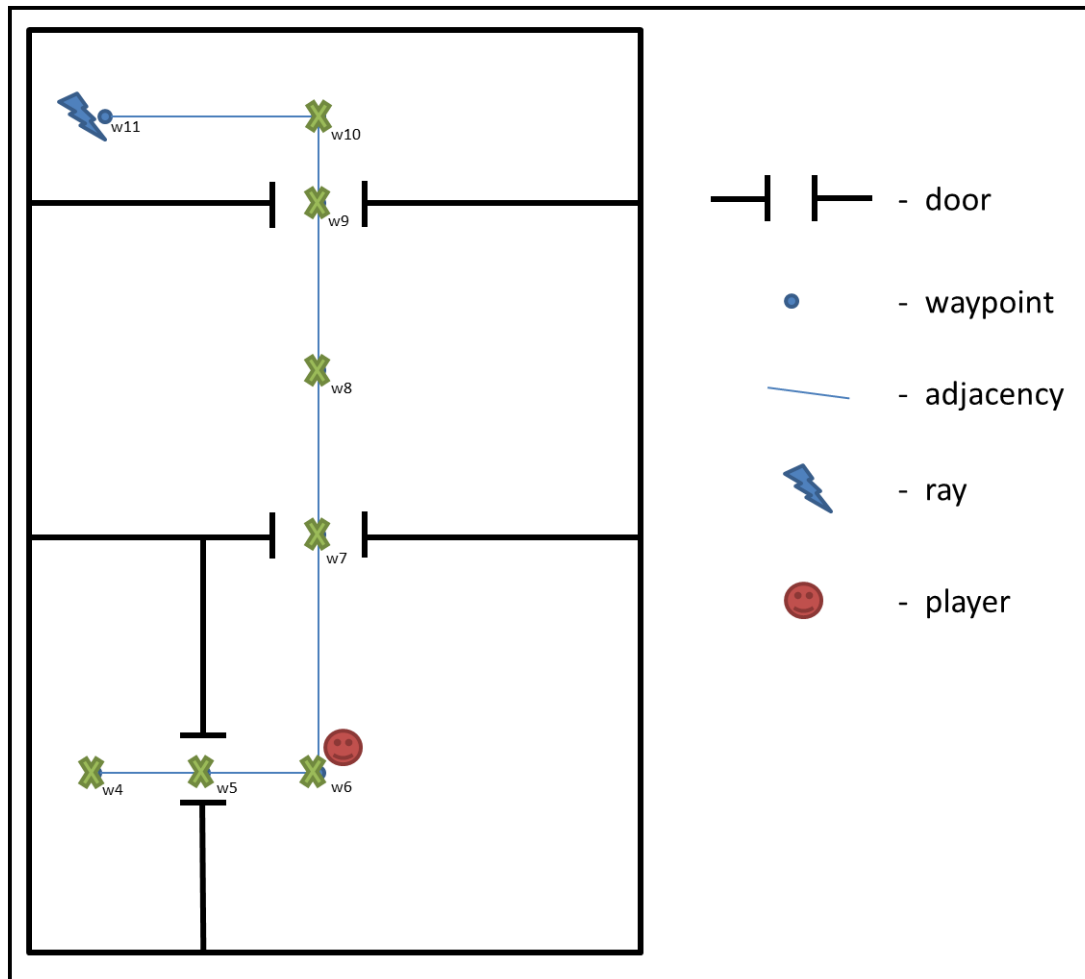 w11
w10
w9
w8
w7
w4
w5
w6
- door
- waypoint
- adjacency
- ray
- player